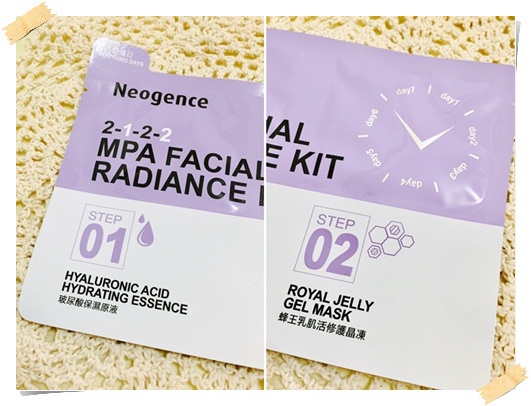 Neogence
2-1-2-2
MPA FACIAL
RADIANCE
STEP
01
HYALURONIC ACID
HYDRATING ESSENCE
玻尿酸保濕原液
IAL
E KIT
day7
day1
day2
day3
day4
day5
day6
STEP
02
ROYAL JELLY
GEL MASK
蜂王乳肌活修護晶凍